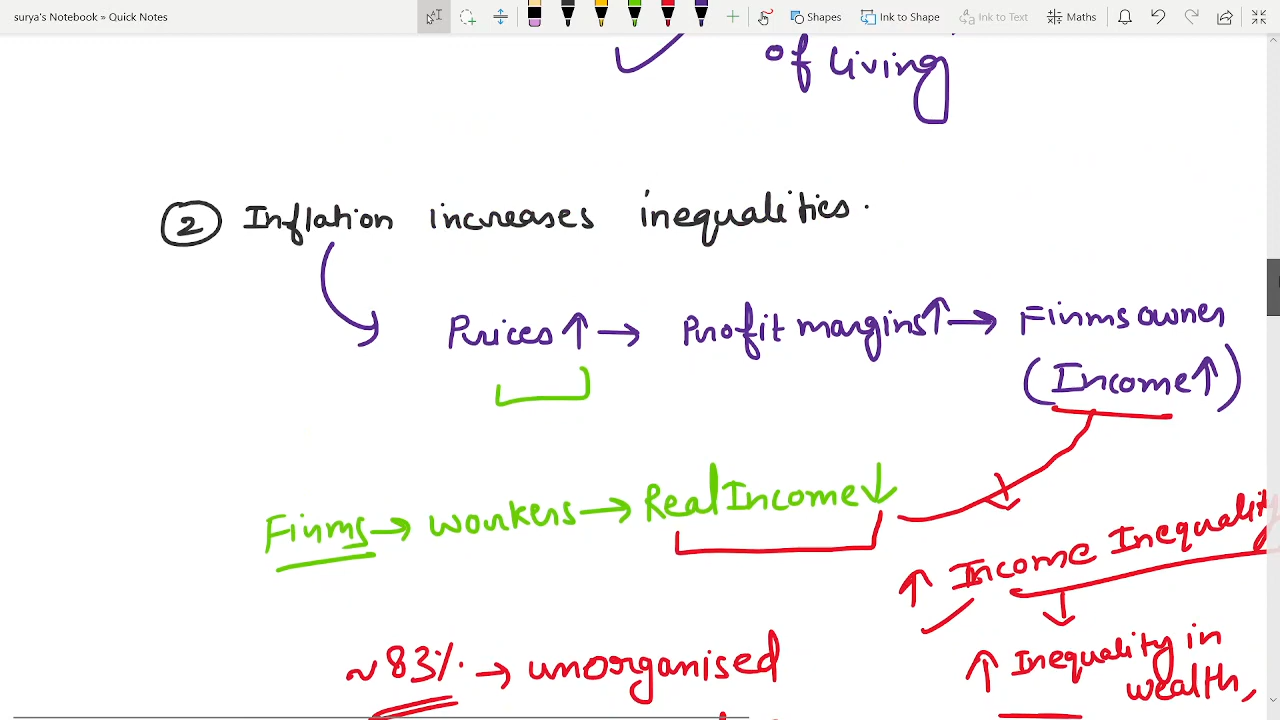 surya's Notebook » Quick Notes
Shapes
Ink to Shape
Ink to Text
Maths
of living
② Inflation increases inequalities.
Prices ↑ → Profit margins ↑ → Firms owner
(Income ↑)
Firms → workers → Real Income ↓
↑ Income Inequality
~83% → unorganised
↑ Inequality in
wealth,